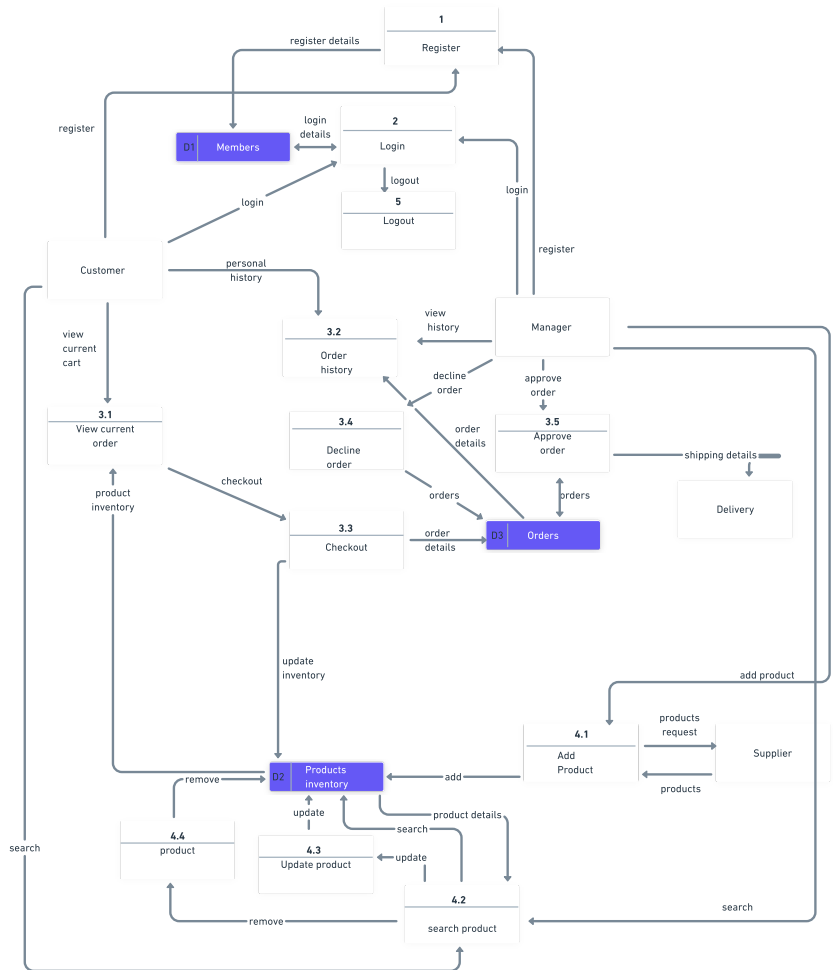 1
register details
Register
register
login
details
2
D1 Members
Login
logout
login
5
login
Logout
register
personal
history
Customer
view
history
Manager
view
current
cart
3.2
Order
history
decline
order
approve
order
3.1
View current
order
3.4
order
details
3.5
Approve
order
Decline
order
shipping details
checkout
product
inventory
orders
orders
Delivery
3.3
Checkout
order
details
D3 Orders
update
inventory
add product
products
request
4.1
Add
Product
Supplier
D2 Products
inventory
remove
add
products
update
product details
search
4.4
product
4.3
Update product
update
search
4.2
search product
remove
search